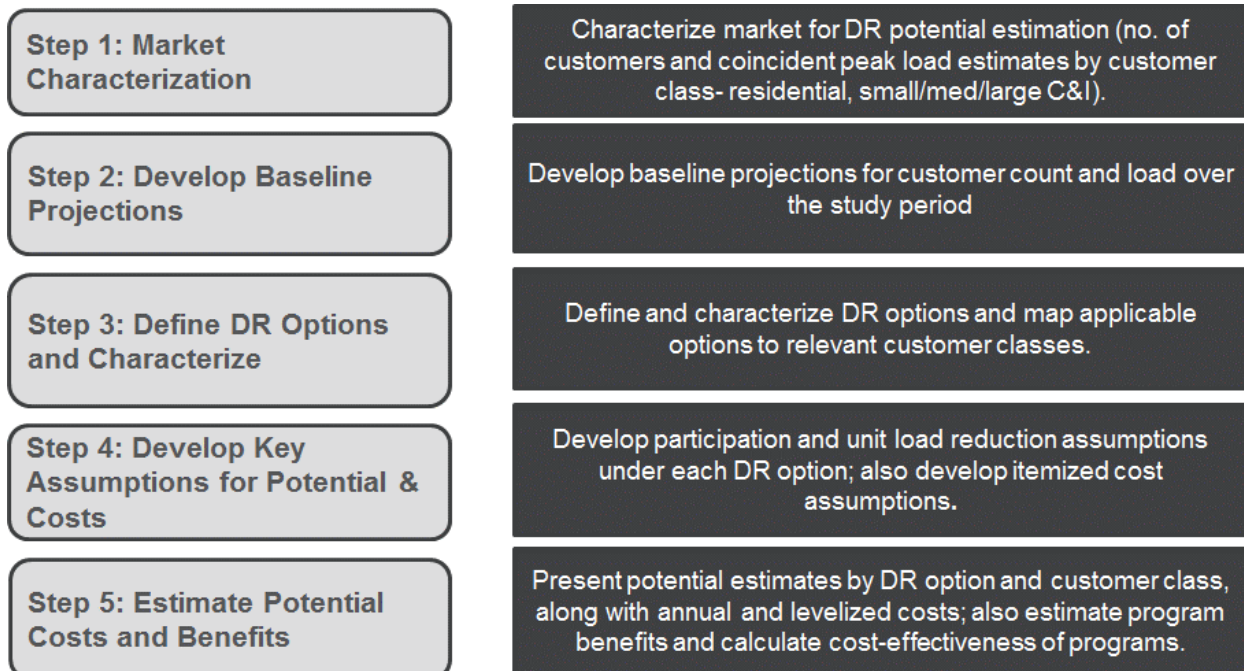 Step 1: Market
Characterization
Characterize market for DR potential estimation (no. of
customers and coincident peak load estimates by customer
class- residential, small/med/large C&I).
Step 2: Develop Baseline
Projections
Develop baseline projections for customer count and load over
the study period
Step 3: Define DR Options
and Characterize
Define and characterize DR options and map applicable
options to relevant customer classes.
Step 4: Develop Key
Assumptions for Potential &
Costs
Develop participation and unit load reduction assumptions
under each DR option; also develop itemized cost
assumptions.
Step 5: Estimate Potential
Costs and Benefits
Present potential estimates by DR option and customer class,
along with annual and levelized costs; also estimate program
benefits and calculate cost-effectiveness of programs.